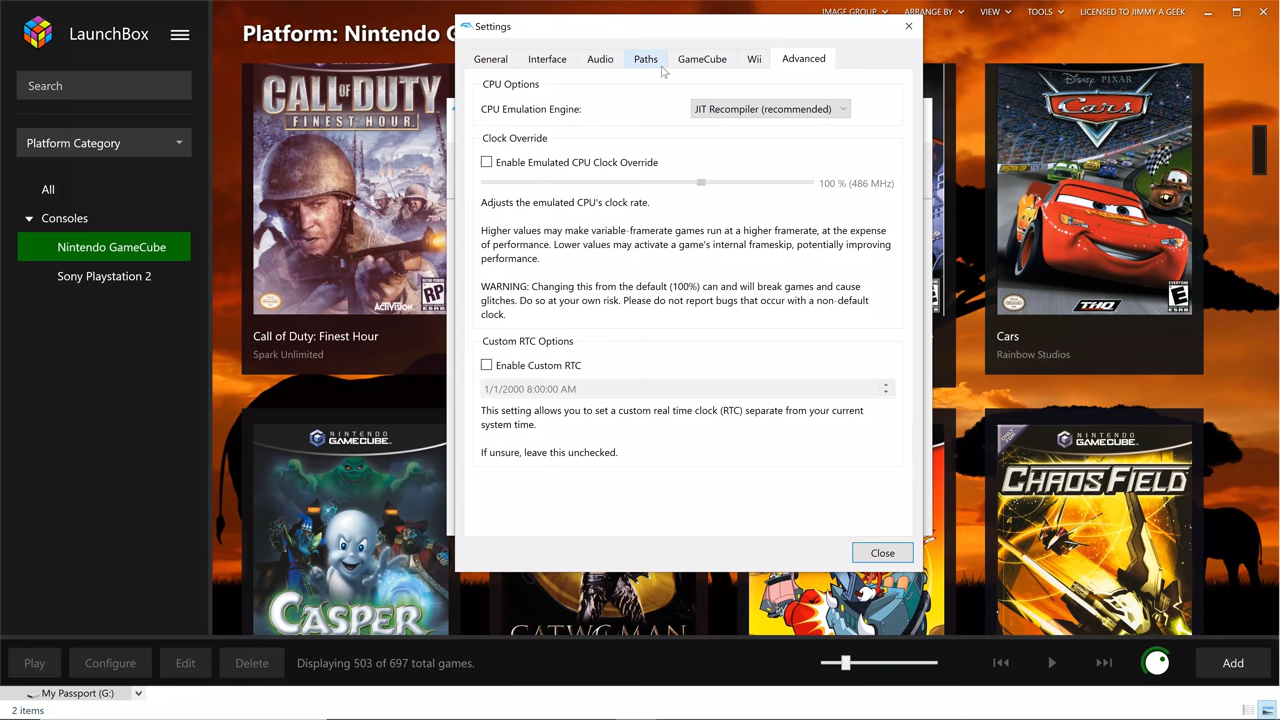 LaunchBox
Search
Platform Category
All
Consoles
Nintendo GameCube
Sony Playstation 2
Platform: Nintendo G
IMAGE GROUP
ARRANGE BY
VIEW
TOOLS
LICENSED TO JIMMY A GEEK
Settings
General
Interface
Audio
Paths
GameCube
Wii
Advanced
CPU Options
CPU Emulation Engine:
JIT Recompiler (recommended)
Clock Override
Enable Emulated CPU Clock Override
100 % (486 MHz)
Adjusts the emulated CPU's clock rate.
Higher values may make variable-framerate games run at a higher framerate, at the expense
of performance. Lower values may activate a game's internal frameskip, potentially improving
performance.
WARNING: Changing this from the default (100%) can and will break games and cause
glitches. Do so at your own risk. Please do not report bugs that occur with a non-default
clock.
Custom RTC Options
Enable Custom RTC
1/1/2000 8:00:00 AM
This setting allows you to set a custom real time clock (RTC) separate from your current
system time.
If unsure, leave this unchecked.
Close
CALL OF DUTY
FINEST HOUR
ACTIVISION
RP
Call of Duty: Finest Hour
Spark Unlimited
DISNEY · PIXAR
Cars
THQ
EVERYONE
E
ESRB
Cars
Rainbow Studios
NINTENDO
GAMECUBE
CASPER
CATWOMAN
NINTENDO
GAMECUBE
CHAOS FIELD
Play
Configure
Edit
Delete
Displaying 503 of 697 total games.
Add
My Passport (G:)
2 items